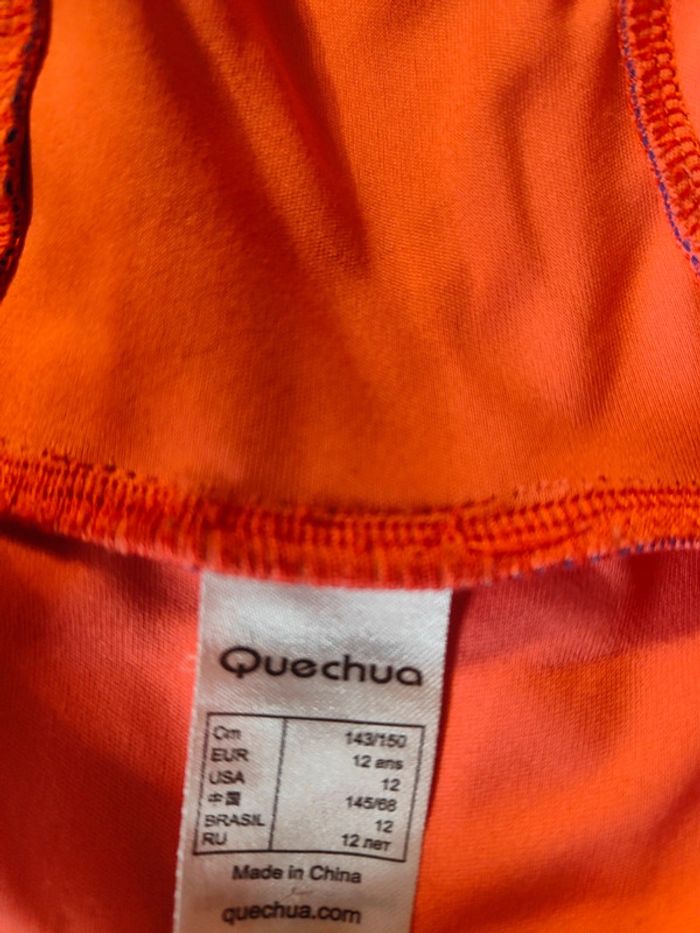 Quechua
Cm 143/150
EUR 12 ans
USA 12
中国 145/68
BRASIL 12
RU 12 лет
Made in China
quechua.com